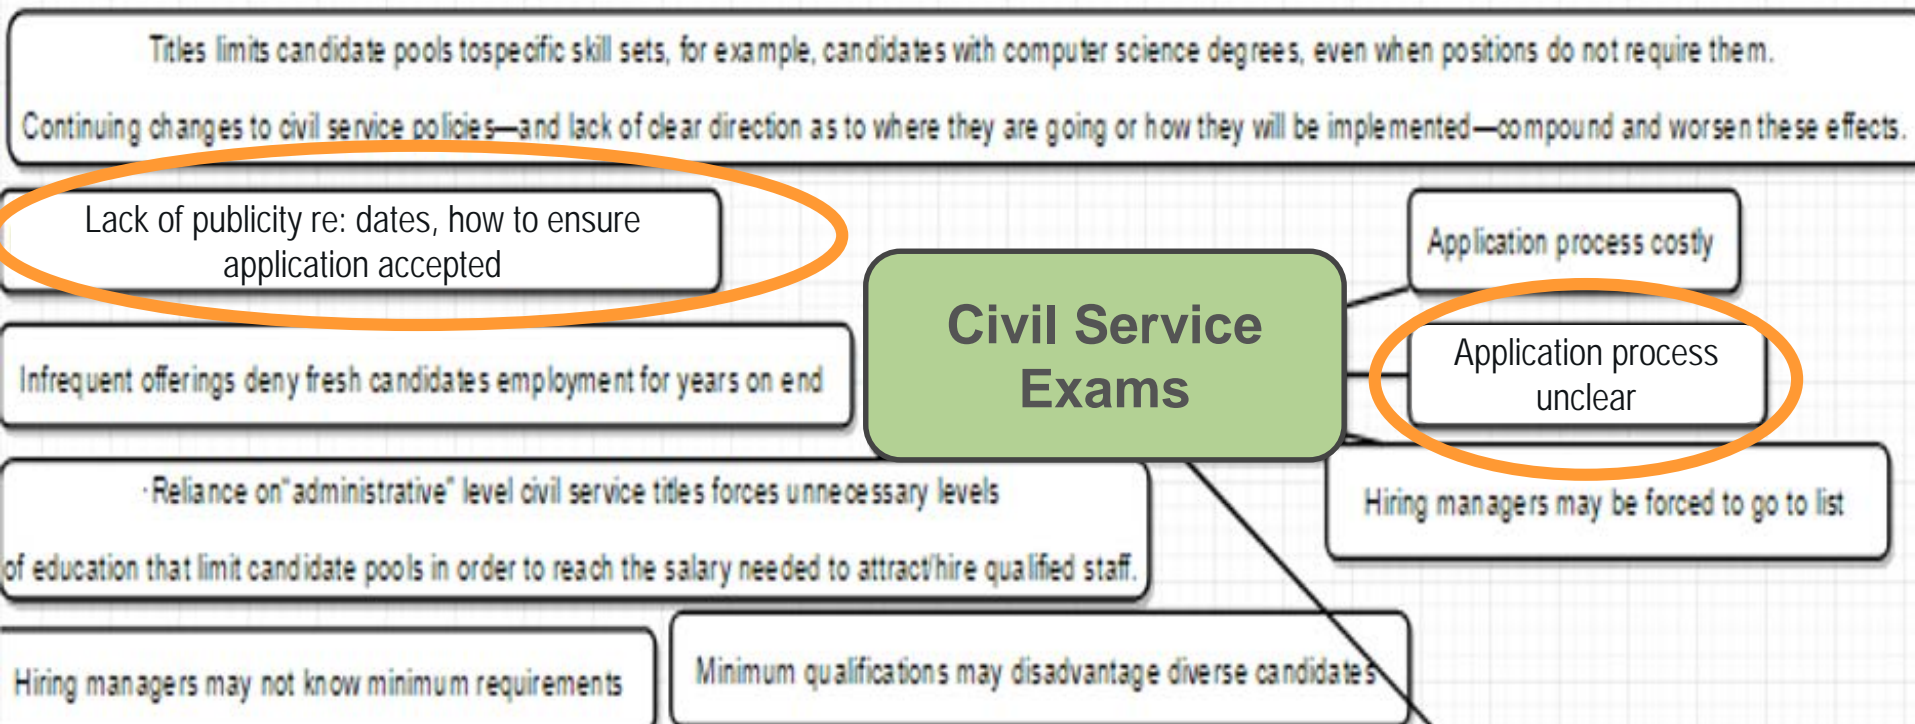 Titles limits candidate pools tospecific skill sets, for example, candidates with computer science degrees, even when positions do not require them.
Continuing changes to civil service policies—and lack of clear direction as to where they are going or how they will be implemented—compound and worsen these effects.
Lack of publicity re: dates, how to ensure
application accepted
Application process costly
Civil Service
Exams
Application process
unclear
Infrequent offerings deny fresh candidates employment for years on end
·Reliance on"administrative" level civil service titles forces unnecessary levels
of education that limit candidate pools in order to reach the salary needed to attract/hire qualified staff.
Hiring managers may be forced to go to list
Hiring managers may not know minimum requirements
Minimum qualifications may disadvantage diverse candidates